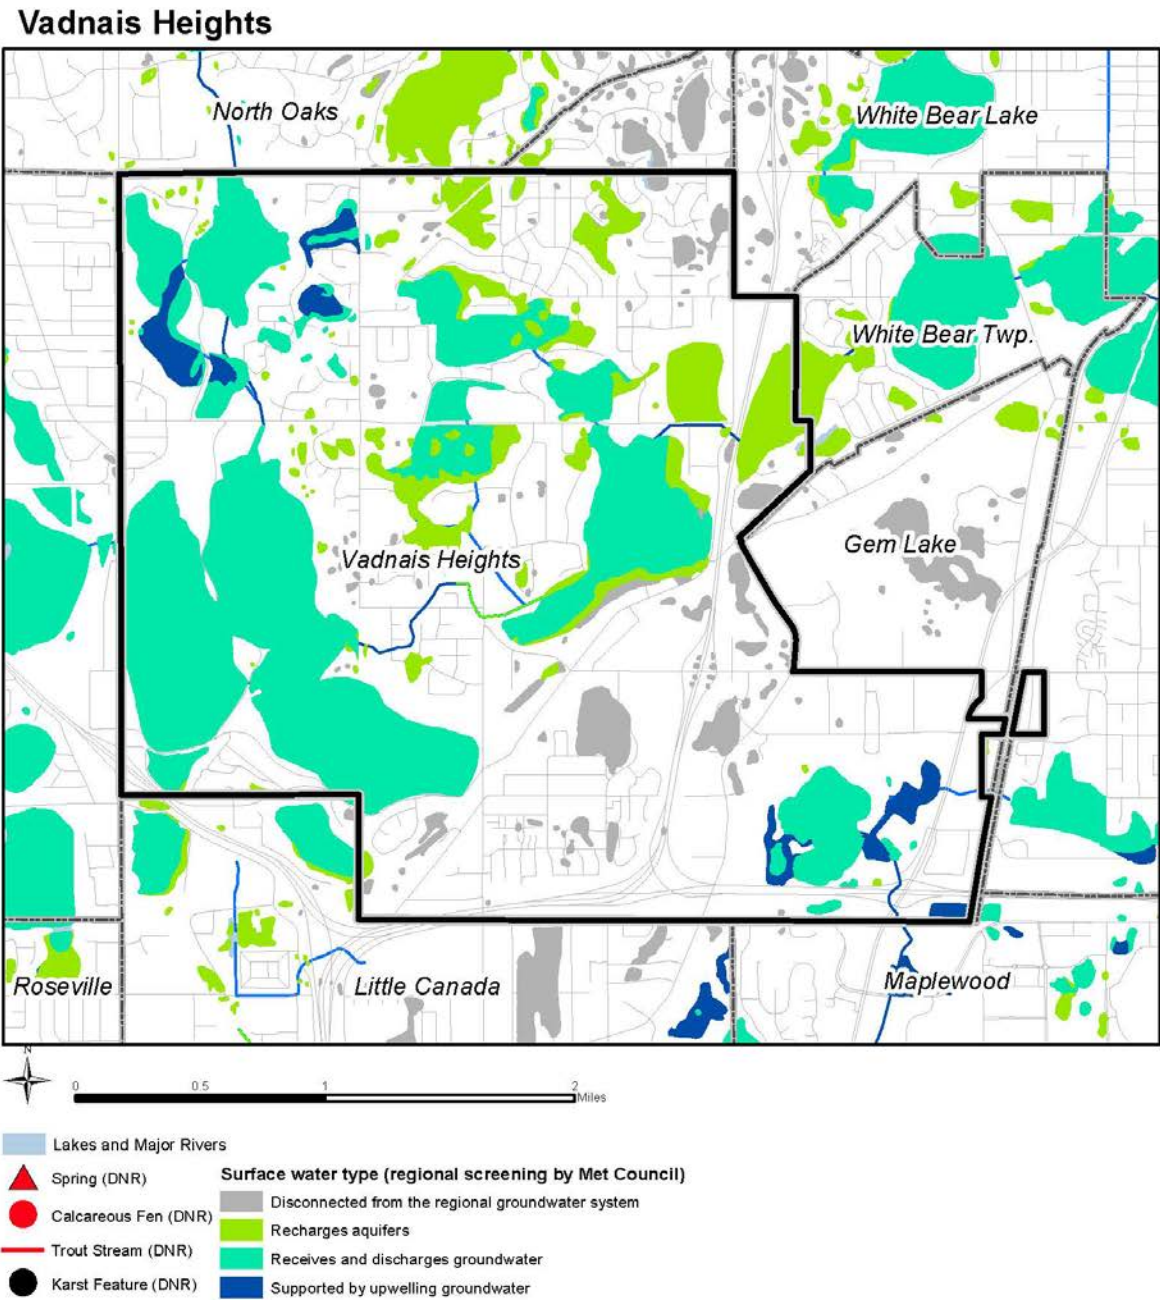 Vadnais Heights
North Oaks
White Bear Lake
White Bear Twp.
Gem Lake
Vadnais Heights
Roseville
Little Canada
Maplewood
N
0 0.5 1 2
Miles
Lakes and Major Rivers
Spring (DNR)
Calcareous Fen (DNR)
Trout Stream (DNR)
Karst Feature (DNR)
Surface water type (regional screening by Met Council)
Disconnected from the regional groundwater system
Recharges aquifers
Receives and discharges groundwater
Supported by upwelling groundwater